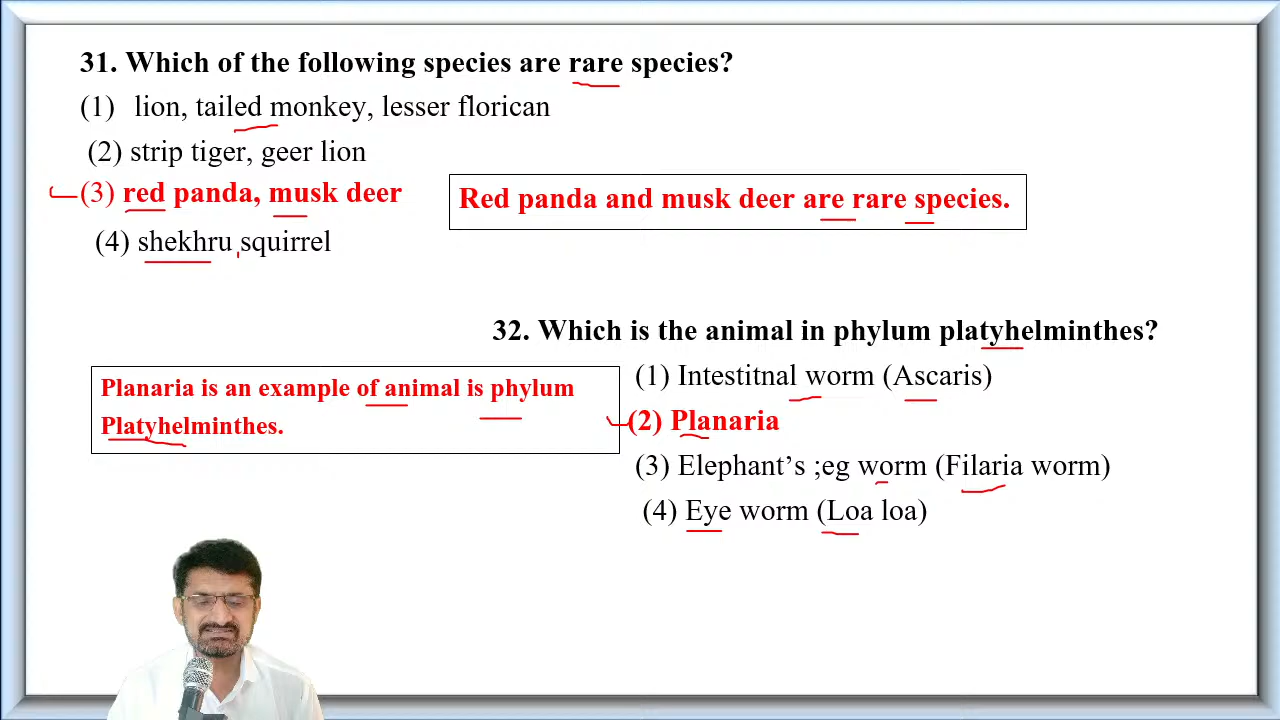 31. Which of the following species are rare species?
(1) lion, tailed monkey, lesser florican
(2) strip tiger, geer lion
(3) red panda, musk deer
Red panda and musk deer are rare species.
(4) shekhru squirrel
32. Which is the animal in phylum platyhelminthes?
Planaria is an example of animal is phylum
Platyhelminthes.
(1) Intestitnal worm (Ascaris)
(2) Planaria
(3) Elephant’s ;eg worm (Filaria worm)
(4) Eye worm (Loa loa)